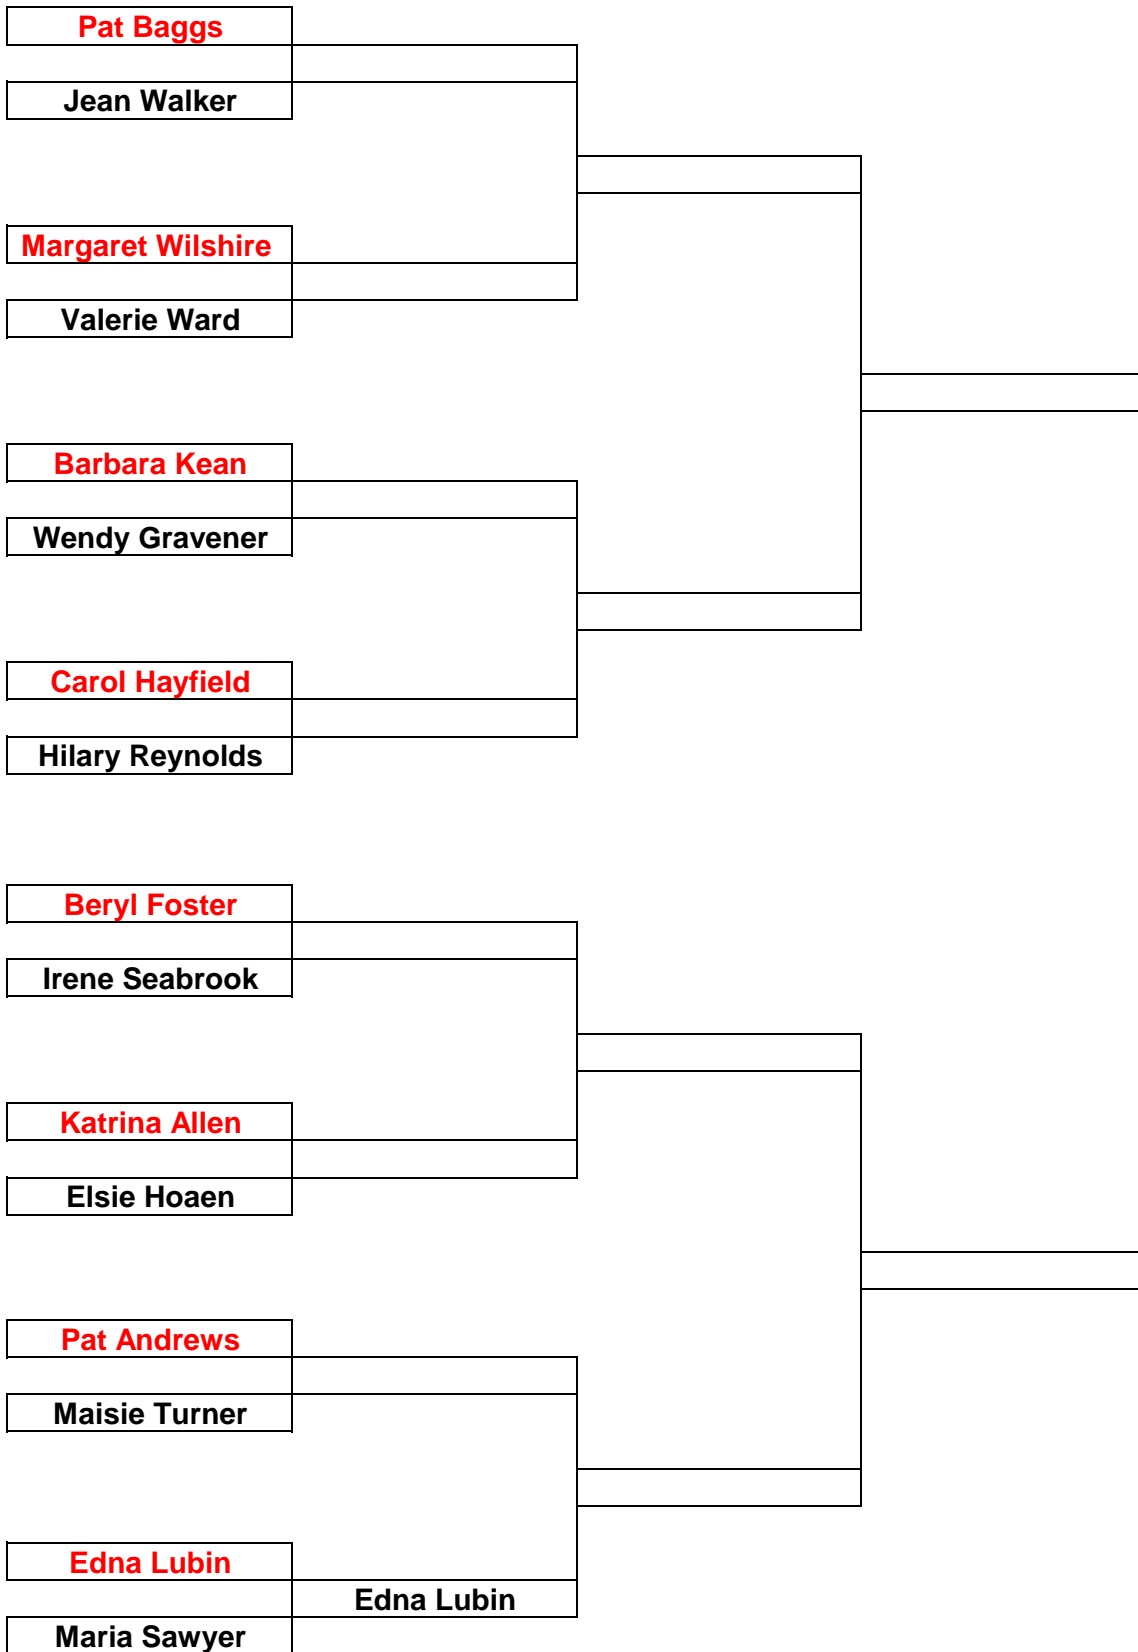 Pat Baggs
Jean Walker
Margaret Wilshire
Valerie Ward
Barbara Kean
Wendy Gravener
Carol Hayfield
Hilary Reynolds
Beryl Foster
Irene Seabrook
Katrina Allen
Elsie Hoaen
Pat Andrews
Maisie Turner
Edna Lubin
Edna Lubin
Maria Sawyer